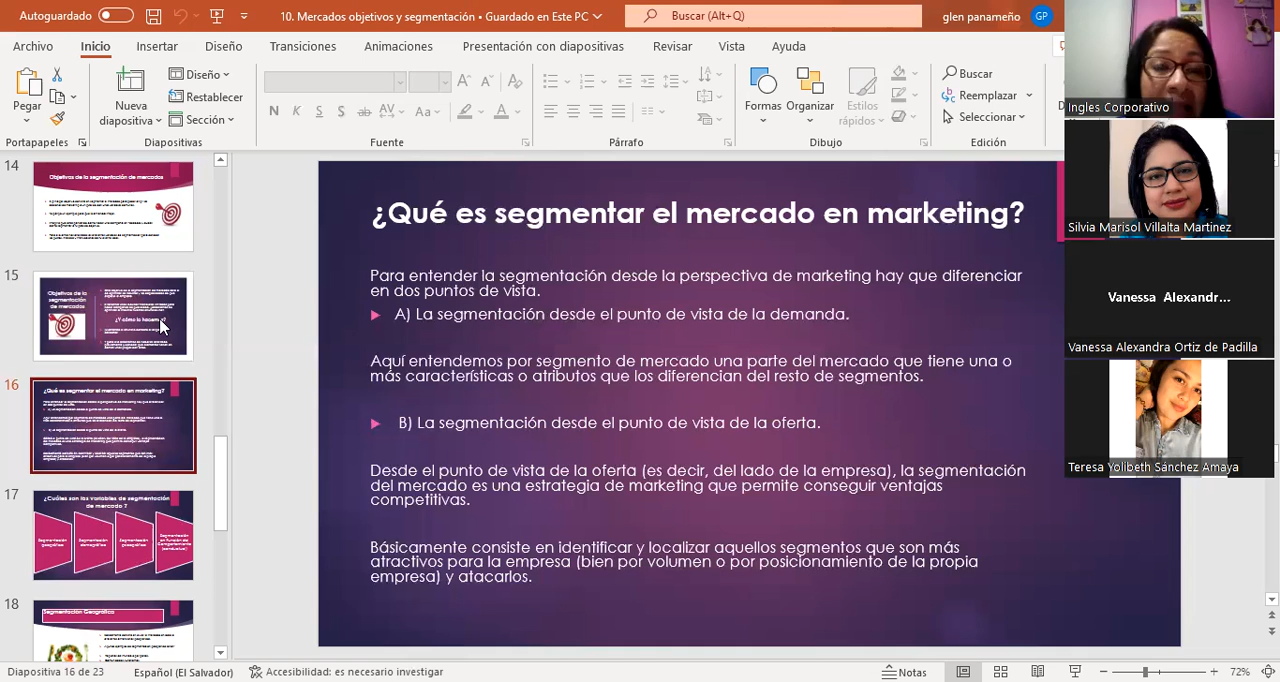 Autoguardado
10. Mercados objetivos y segmentación • Guardado en Este PC
Buscar (Alt+Q)
glen panameño
GP
Archivo
Inicio
Insertar
Diseño
Transiciones
Animaciones
Presentación con diapositivas
Revisar
Vista
Ayuda
Pegar
Nueva
diapositiva
Diseño
Restablecer
Sección
N K S S ab AV Aa A
Formas
Organizar
Estilos
rápidos
Buscar
Reemplazar
Seleccionar
Portapapeles
Diapositivas
Fuente
Párrafo
Dibujo
Edición
Ingles Corporativo
Silvia Marisol Villalta Martinez
Vanessa Alexandr...
Vanessa Alexandra Ortiz de Padilla
Teresa Yolibeth Sánchez Amaya
14
Objetivos de la segmentación de mercados
15
Objetivos de la
segmentación
de mercados
16
¿Qué es segmentar el mercado en marketing?
17
¿Cuáles son las variables de segmentación
de mercado ?
18
Segmentación Geográfica
¿Qué es segmentar el mercado en marketing?
Para entender la segmentación desde la perspectiva de marketing hay que diferenciar
en dos puntos de vista.
A) La segmentación desde el punto de vista de la demanda.
Aquí entendemos por segmento de mercado una parte del mercado que tiene una o
más características o atributos que los diferencian del resto de segmentos.
B) La segmentación desde el punto de vista de la oferta.
Desde el punto de vista de la oferta (es decir, del lado de la empresa), la segmentación
del mercado es una estrategia de marketing que permite conseguir ventajas
competitivas.
Básicamente consiste en identificar y localizar aquellos segmentos que son más
atractivos para la empresa (bien por volumen o por posicionamiento de la propia
empresa) y atacarlos.
Diapositiva 16 de 23
Español (El Salvador)
Accesibilidad: es necesario investigar
Notas
72%